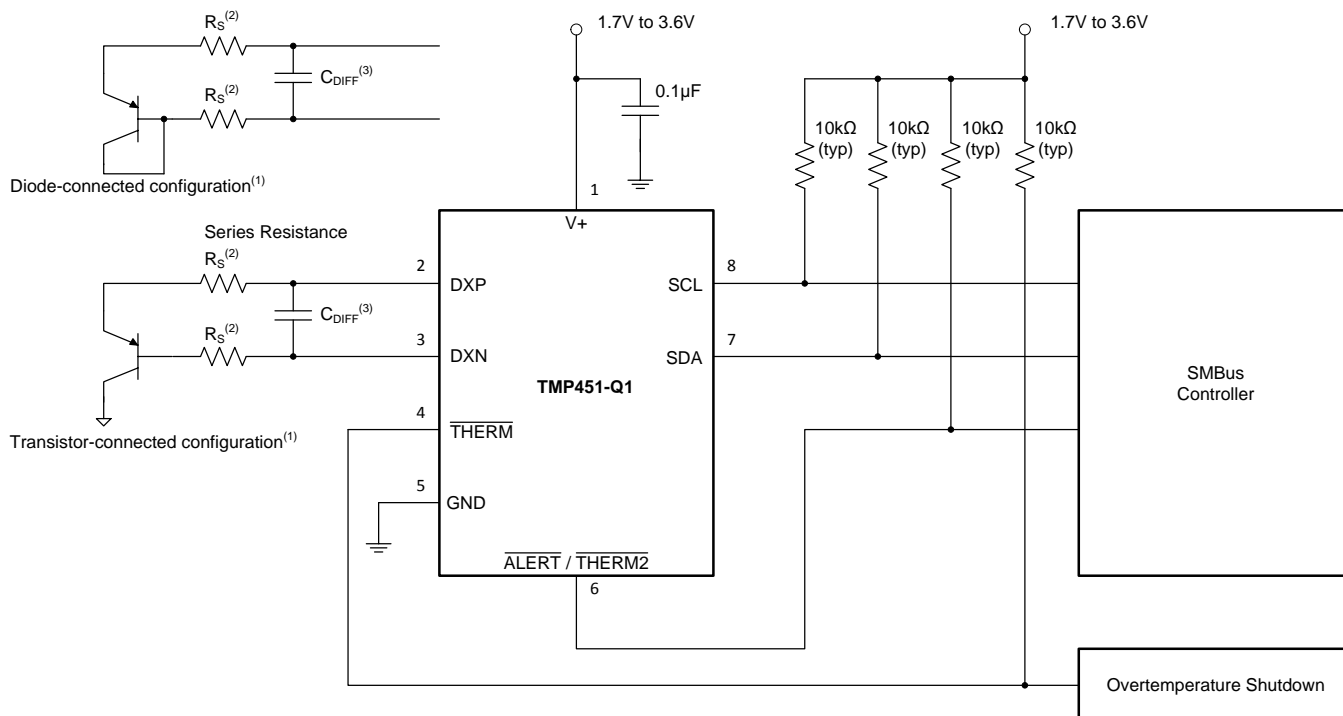 R_S^(2)
C_DIFF^(3)
R_S^(2)
Diode-connected configuration^(1)
1.7V to 3.6V
0.1µF
1.7V to 3.6V
10kΩ
(typ)
10kΩ
(typ)
10kΩ
(typ)
10kΩ
(typ)
Series Resistance
R_S^(2)
C_DIFF^(3)
R_S^(2)
Transistor-connected configuration^(1)
1
V+
2
DXP
3
DXN
4
THERM
5
GND
TMP451-Q1
SCL
8
SDA
7
ALERT / THERM2
6
SMBus
Controller
Overtemperature Shutdown